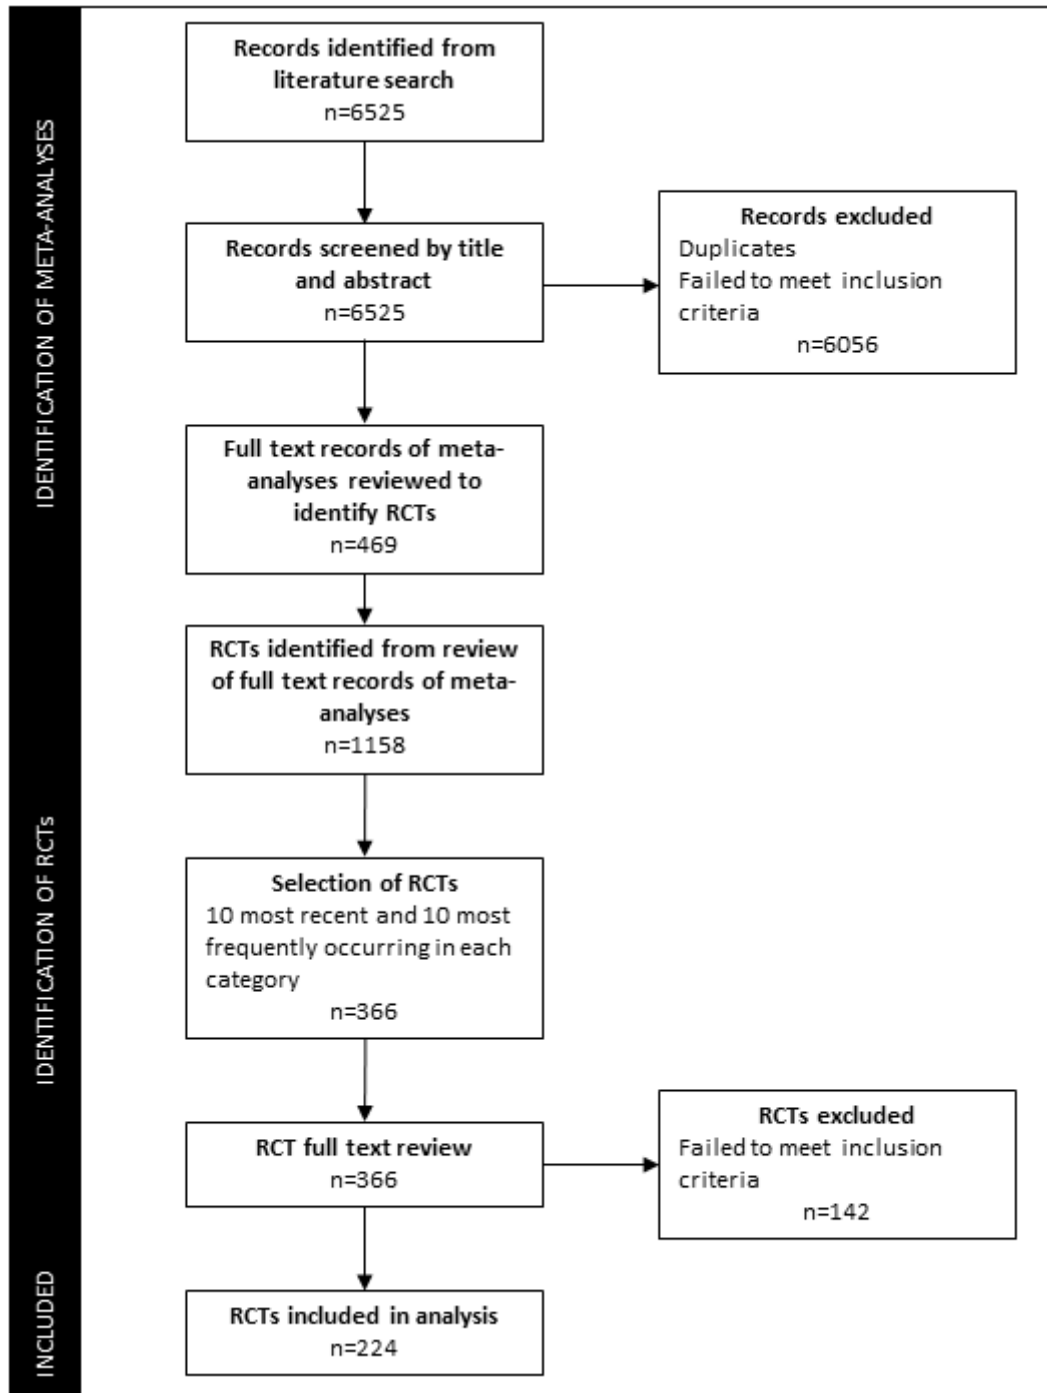 IDENTIFICATION OF META-ANALYSES
Records identified from
literature search
n=6525
Records screened by title
and abstract
n=6525
Records excluded
Duplicates
Failed to meet inclusion
criteria
n=6056
Full text records of meta-
analyses reviewed to
identify RCTs
n=469
RCTs identified from review
of full text records of meta-
analyses
n=1158
IDENTIFICATION OF RCTs
Selection of RCTs
10 most recent and 10 most
frequently occurring in each
category
n=366
RCT full text review
n=366
RCTs excluded
Failed to meet inclusion
criteria
n=142
INCLUDED
RCTs included in analysis
n=224